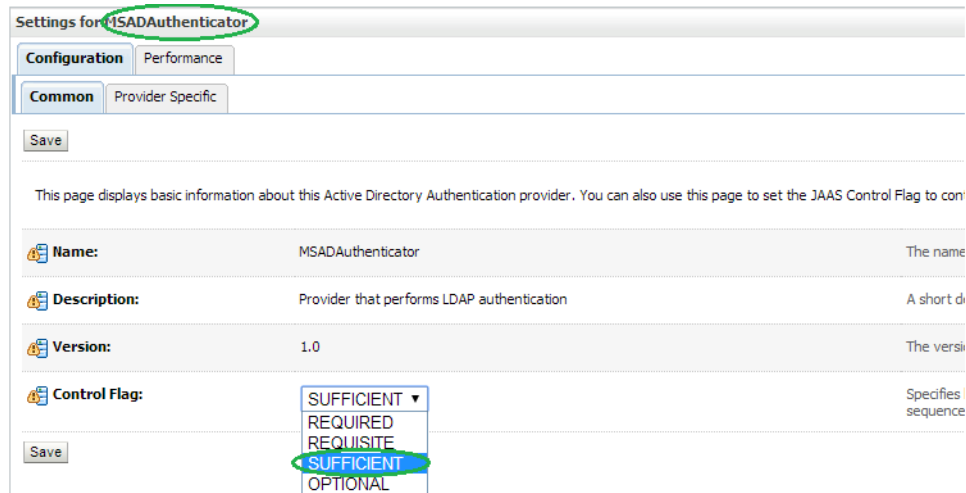 Settings for MSADAuthenticator
Configuration Performance
Common Provider Specific
Save
This page displays basic information about this Active Directory Authentication provider. You can also use this page to set the JAAS Control Flag to con
Name: MSADAuthenticator The name
Description: Provider that performs LDAP authentication A short d
Version: 1.0 The versi
Control Flag: SUFFICIENT Specifies
sequence
REQUIRED
REQUISITE
SUFFICIENT
OPTIONAL
Save